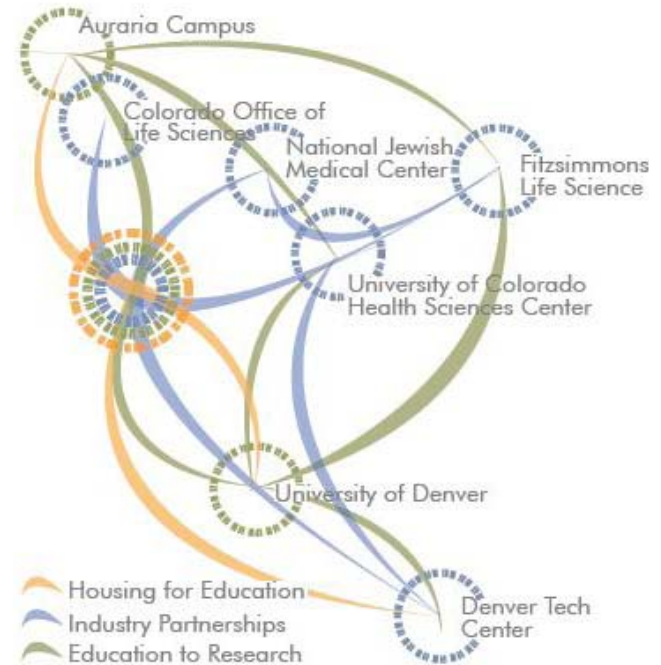 Auraria Campus
Colorado Office of
Life Sciences
National Jewish
Medical Center
Fitzsimmons
Life Science
University of Colorado
Health Sciences Center
University of Denver
Housing for Education
Industry Partnerships
Education to Research
Denver Tech
Center